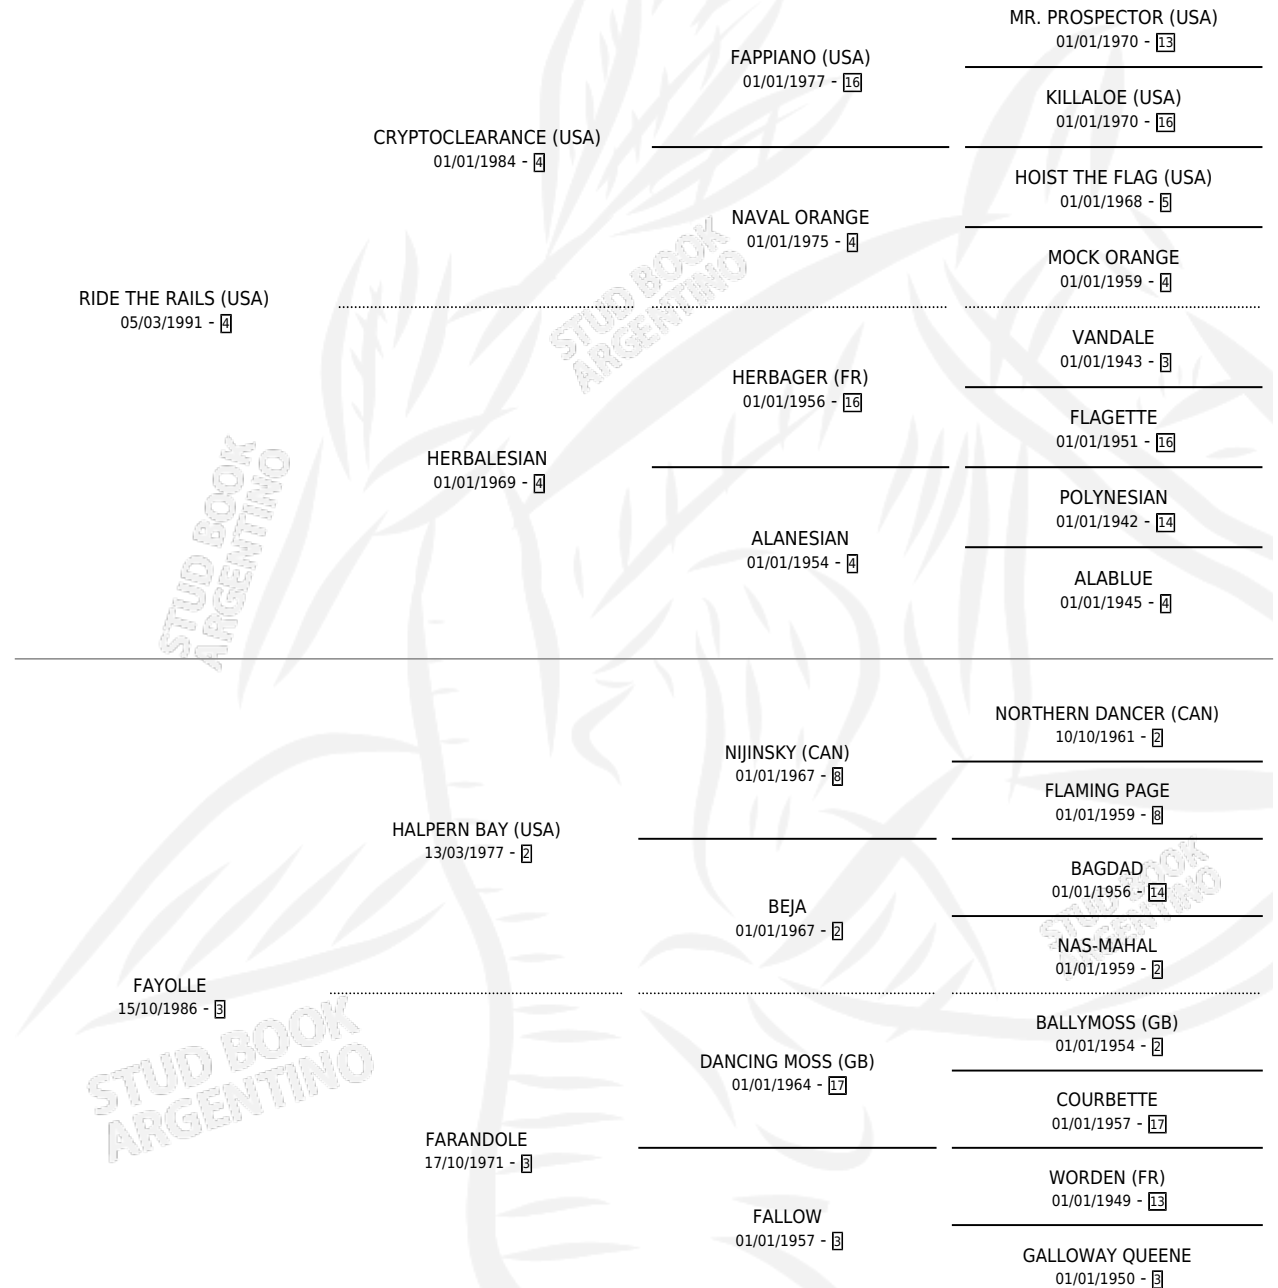 MR. PROSPECTOR (USA)
01/01/1970 - 13
FAPPIANO (USA)
01/01/1977 - 16
KILLALOE (USA)
01/01/1970 - 16
CRYPTOCLEARANCE (USA)
01/01/1984 - 4
HOIST THE FLAG (USA)
01/01/1968 - 5
NAVAL ORANGE
01/01/1975 - 4
MOCK ORANGE
01/01/1959 - 4
RIDE THE RAILS (USA)
05/03/1991 - 4
STUD BOOK
ARGENTINO
VANDALE
01/01/1943 - 3
HERBAGER (FR)
01/01/1956 - 16
FLAGETTE
01/01/1951 - 16
HERBALESIAN
01/01/1969 - 4
POLYNESIAN
01/01/1942 - 14
ALANESIAN
01/01/1954 - 4
ALABLUE
01/01/1945 - 4
STUD BOOK
ARGENTINO
NORTHERN DANCER (CAN)
10/10/1961 - 2
NIJINSKY (CAN)
01/01/1967 - 8
FLAMING PAGE
01/01/1959 - 8
HALPERN BAY (USA)
13/03/1977 - 2
BAGDAD
01/01/1956 - 14
BEJA
01/01/1967 - 2
NAS-MAHAL
01/01/1959 - 2
STUD BOOK
ARGENTINO
FAYOLLE
15/10/1986 - 3
BALLYMOSS (GB)
01/01/1954 - 2
DANCING MOSS (GB)
01/01/1964 - 17
COURBETTE
01/01/1957 - 17
STUD BOOK
ARGENTINO
FARANDOLE
17/10/1971 - 3
WORDEN (FR)
01/01/1949 - 13
FALLOW
01/01/1957 - 3
GALLOWAY QUEENE
01/01/1950 - 3